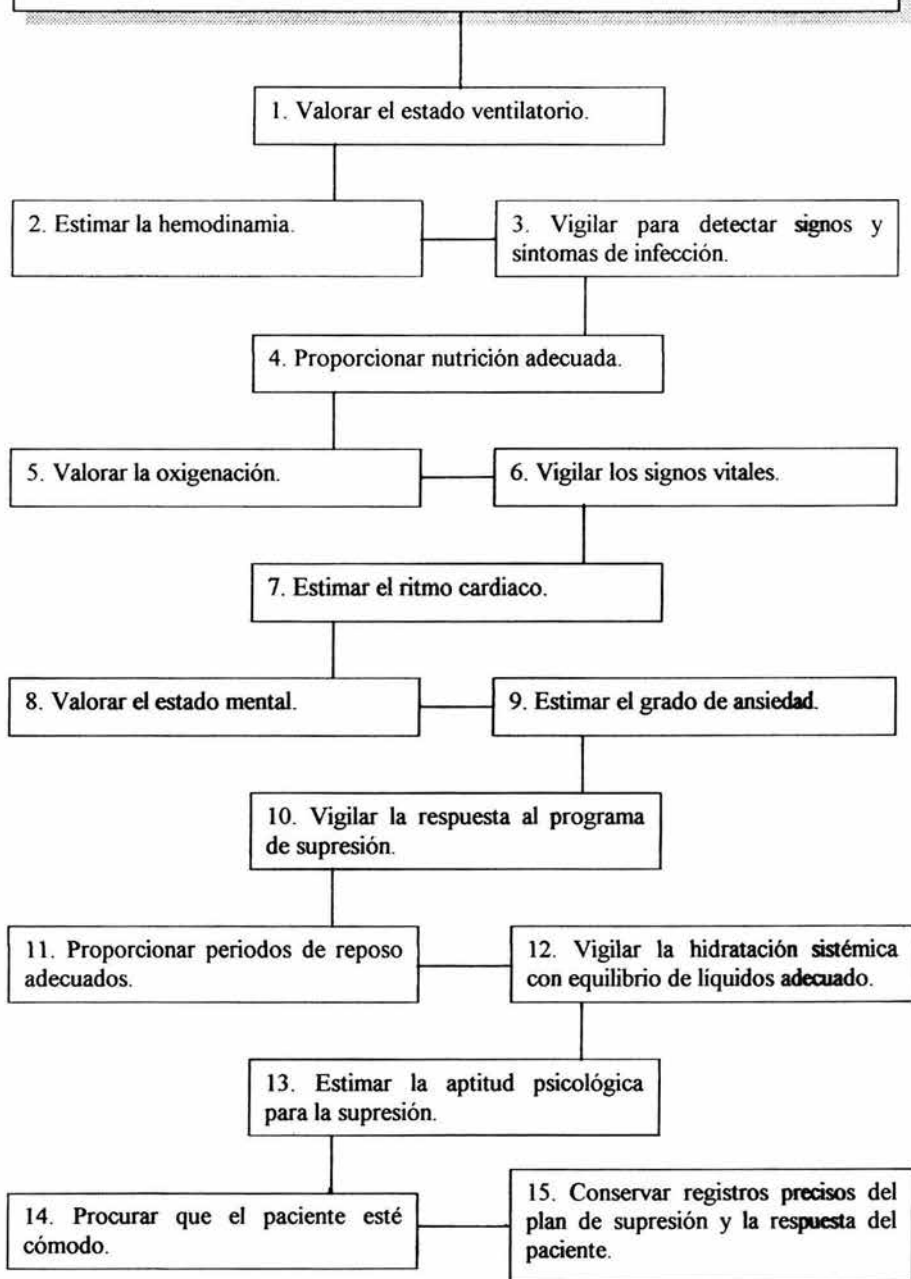 1. Valorar el estado ventilatorio.
2. Estimar la hemodinamia.
3. Vigilar para detectar signos y
síntomas de infección.
4. Proporcionar nutrición adecuada.
5. Valorar la oxigenación.
6. Vigilar los signos vitales.
7. Estimar el ritmo cardiaco.
8. Valorar el estado mental.
9. Estimar el grado de ansiedad.
10. Vigilar la respuesta al programa
de supresión.
11. Proporcionar periodos de reposo
adecuados.
12. Vigilar la hidratación sistémica
con equilibrio de líquidos adecuado.
13. Estimar la aptitud psicológica
para la supresión.
14. Procurar que el paciente esté
cómodo.
15. Conservar registros precisos del
plan de supresión y la respuesta del
paciente.